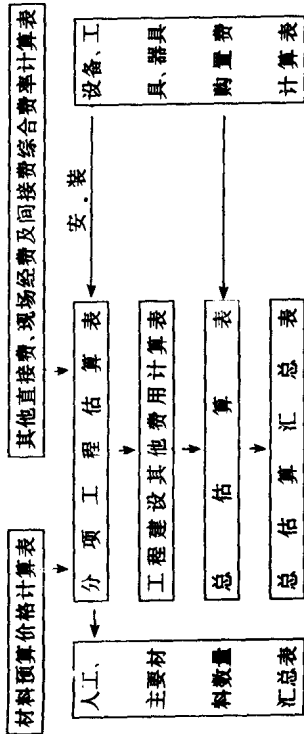 材料预算价格计算表
其他直接费、现场经费及间接费综合费率计算表
分项工程估算表
安装
设备、工
具、器具
购置费
计算表
人工、
主要材
料数量
汇总表
工程建设其他费用计算表
总估算表
总估算汇总表